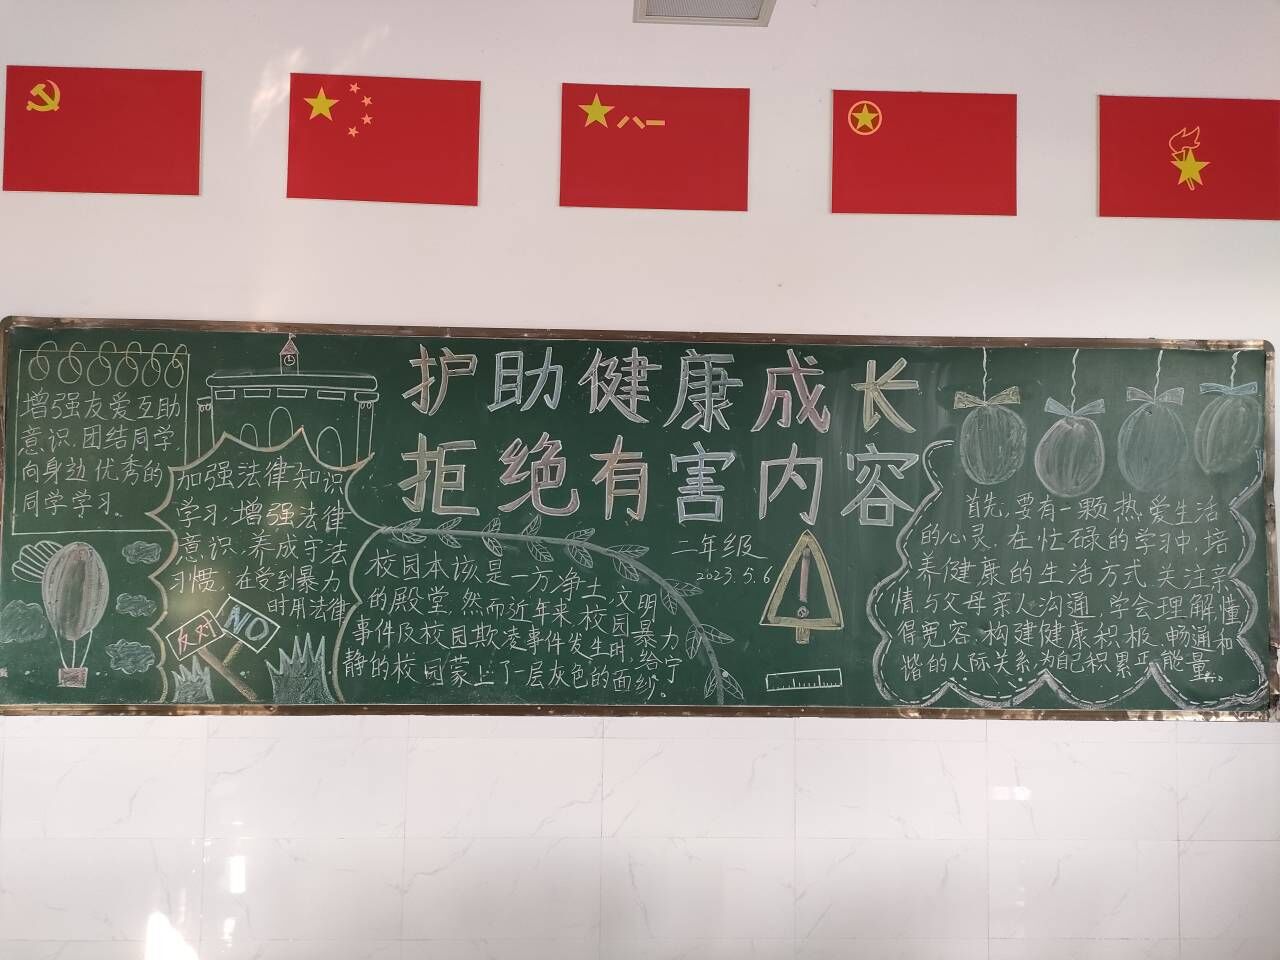 八一
护助健康成长
拒绝有害内容
二年级
2023.5.6
增强友爱互助
意识,团结同学,
向身边优秀的
同学学习。
加强法律知识
学习,增强法律
意识,养成守法
习惯,在受到暴力
时用法律
反对
NO
校园本该是一方净土,文明
的殿堂,然而近年来,校园暴力
事件及校园欺凌事件发生时,给宁
静的校园蒙上了一层灰色的面纱。
首先,要有一颗热爱生活
的心灵,在忙碌的学习中,培
养健康的生活方式,关注亲
情,与父母亲人沟通,学会理解懂
得宽容,构建健康积极、畅通和
谐的人际关系,为自己积累正能量。